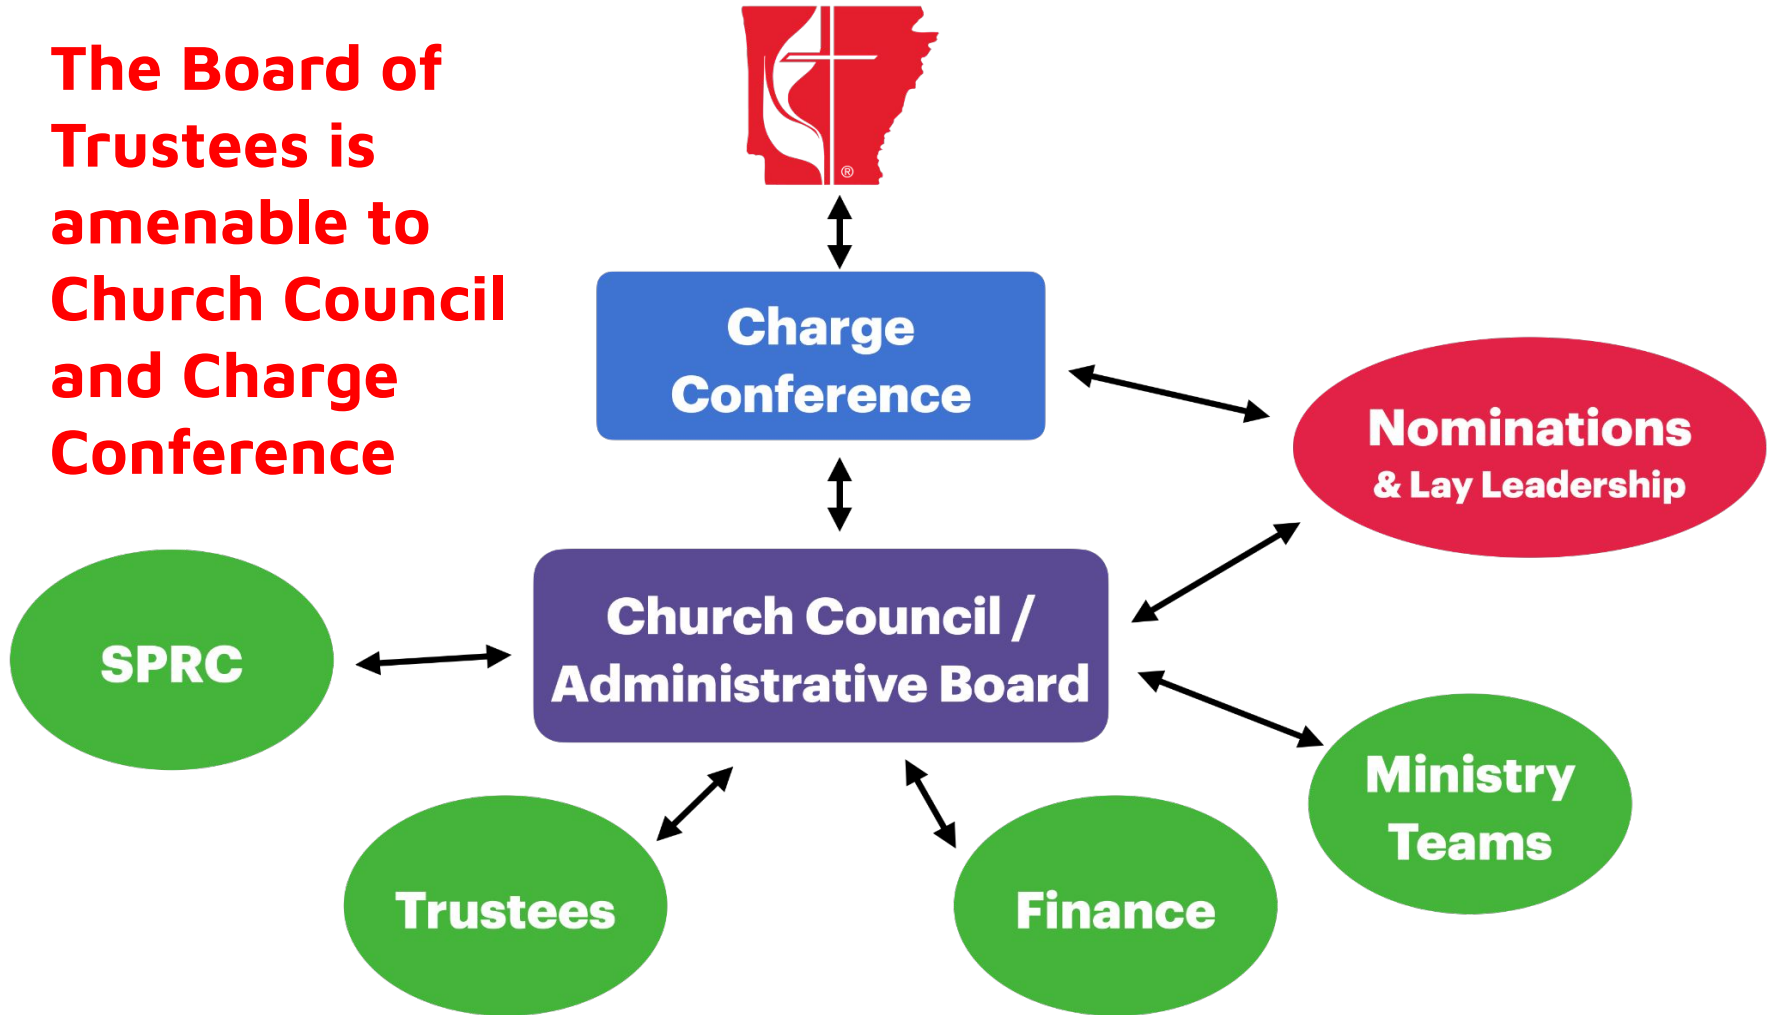 The Board of
Trustees is
amenable to
Church Council
and Charge
Conference
®
Charge
Conference
Nominations
& Lay Leadership
Church Council /
Administrative Board
SPRC
Ministry
Teams
Trustees
Finance